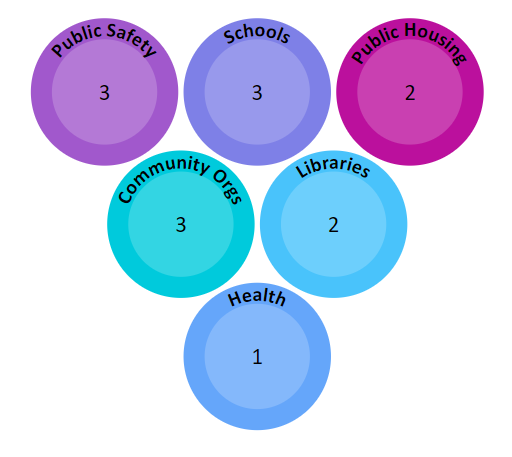 Public Safety
3
Schools
3
Public Housing
2
Community Orgs
3
Libraries
2
Health
1